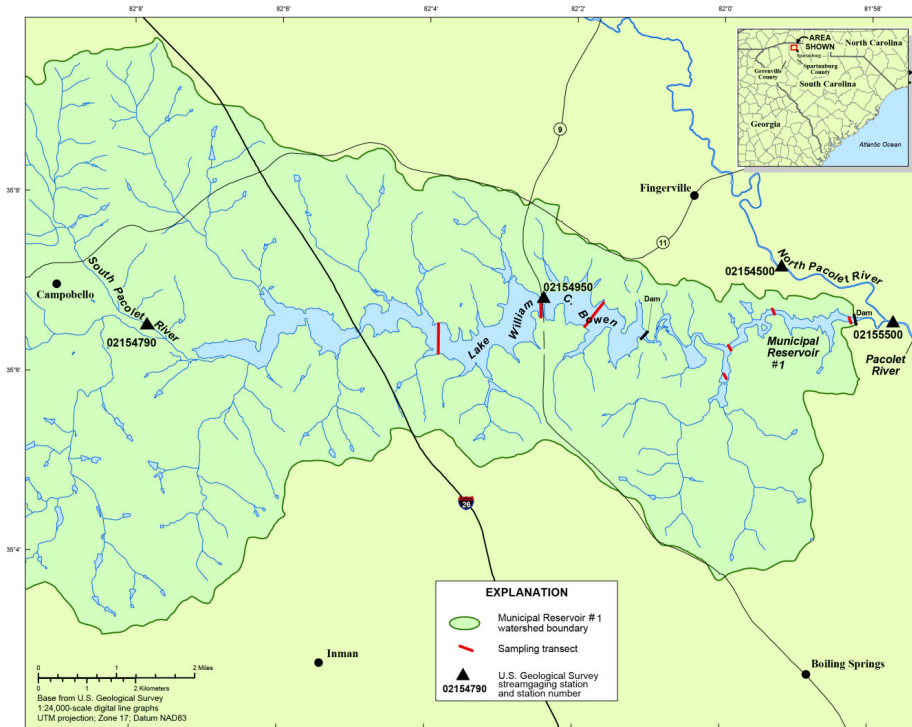 82°8'
82°6'
82°4'
82°2'
82°0'
81°58'
AREA
SHOWN
North Carolina
Spartanburg
Spartanburg
County
Greenville
County
South Carolina
Georgia
Atlantic Ocean
9
36°8'
Fingerville
11
South Pacolet River
Campobello
02154790
02154950
Lake William C. Bowen
Dam
02154500
North Pacolet River
Dam
02155500
Municipal
Reservoir
#1
Pacolet
River
36°6'
36°4'
26
EXPLANATION
Municipal Reservoir #1
watershed boundary
Sampling transect
U.S. Geological Survey
streamgaging station
and station number
02154790
Inman
Boiling Springs
0 1 2 Miles
0 1 2 Kilometers
Base from U.S. Geological Survey
1:24,000-scale digital line graphs
UTM projection; Zone 17; Datum NAD83